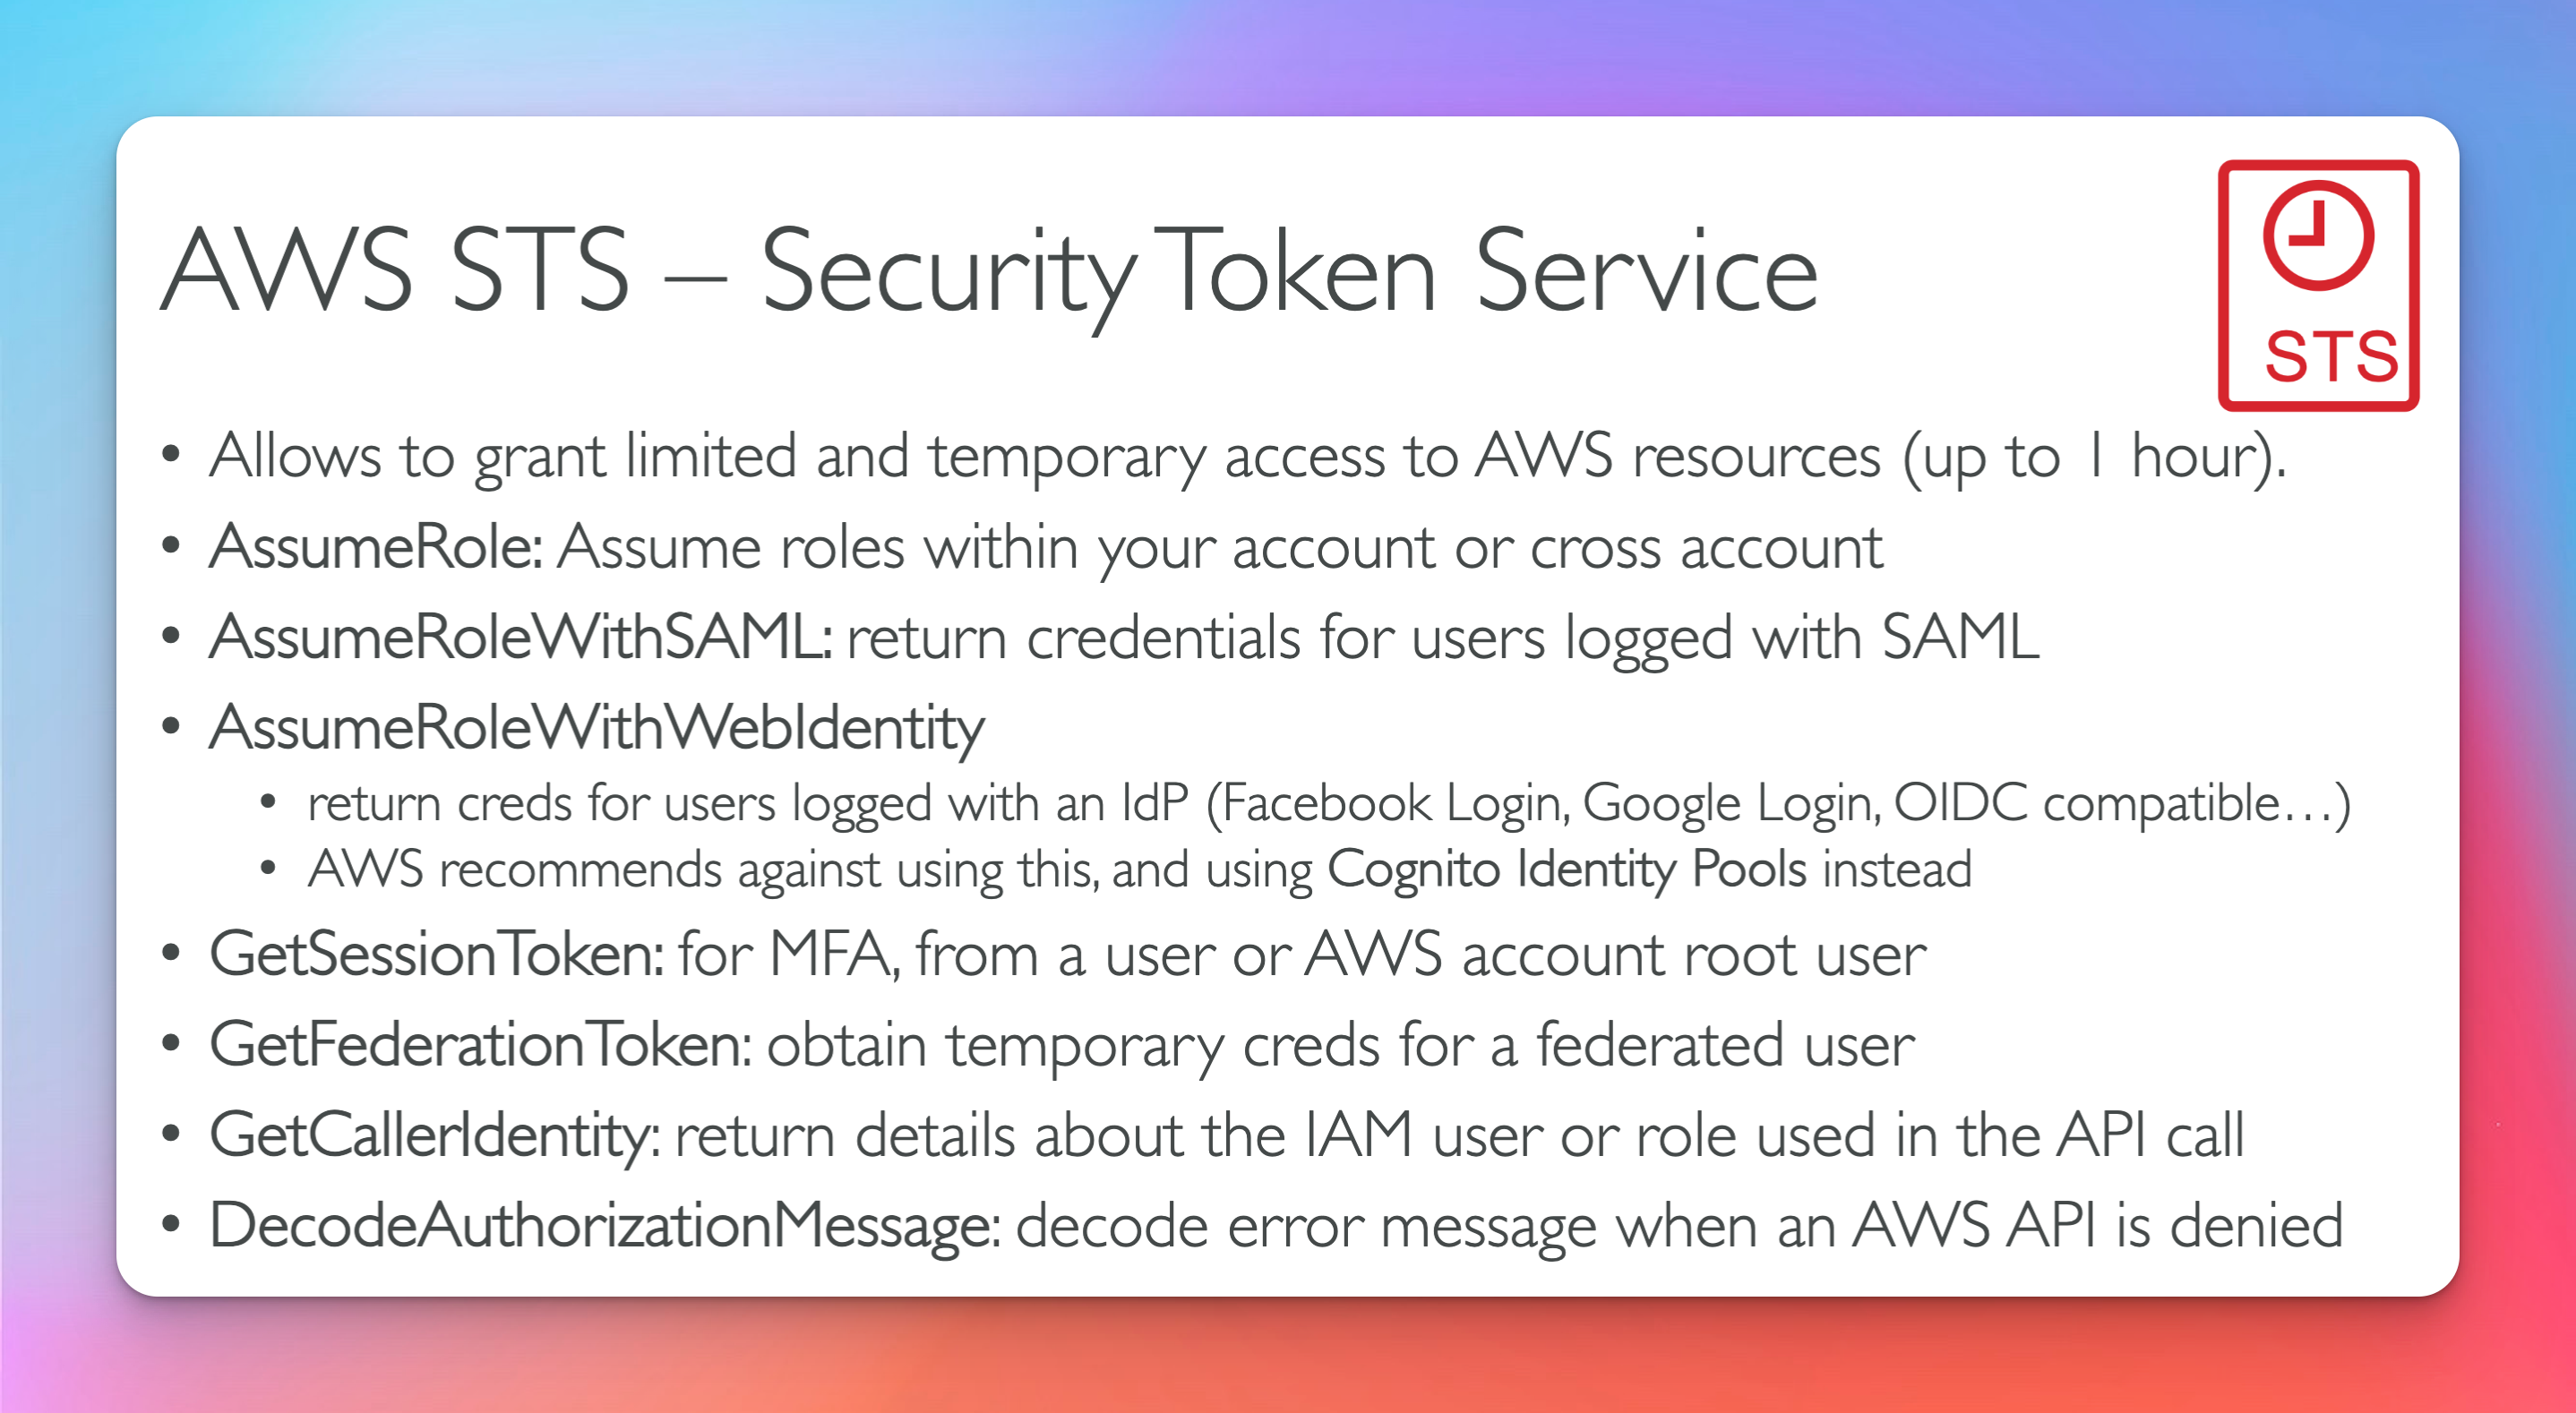 AWS STS – Security Token Service
STS
• Allows to grant limited and temporary access to AWS resources (up to 1 hour).
• AssumeRole: Assume roles within your account or cross account
• AssumeRoleWithSAML: return credentials for users logged with SAML
• AssumeRoleWithWebIdentity
• return creds for users logged with an IdP (Facebook Login, Google Login, OIDC compatible…)
• AWS recommends against using this, and using Cognito Identity Pools instead
• GetSessionToken: for MFA, from a user or AWS account root user
• GetFederationToken: obtain temporary creds for a federated user
• GetCallerIdentity: return details about the IAM user or role used in the API call
• DecodeAuthorizationMessage: decode error message when an AWS API is denied